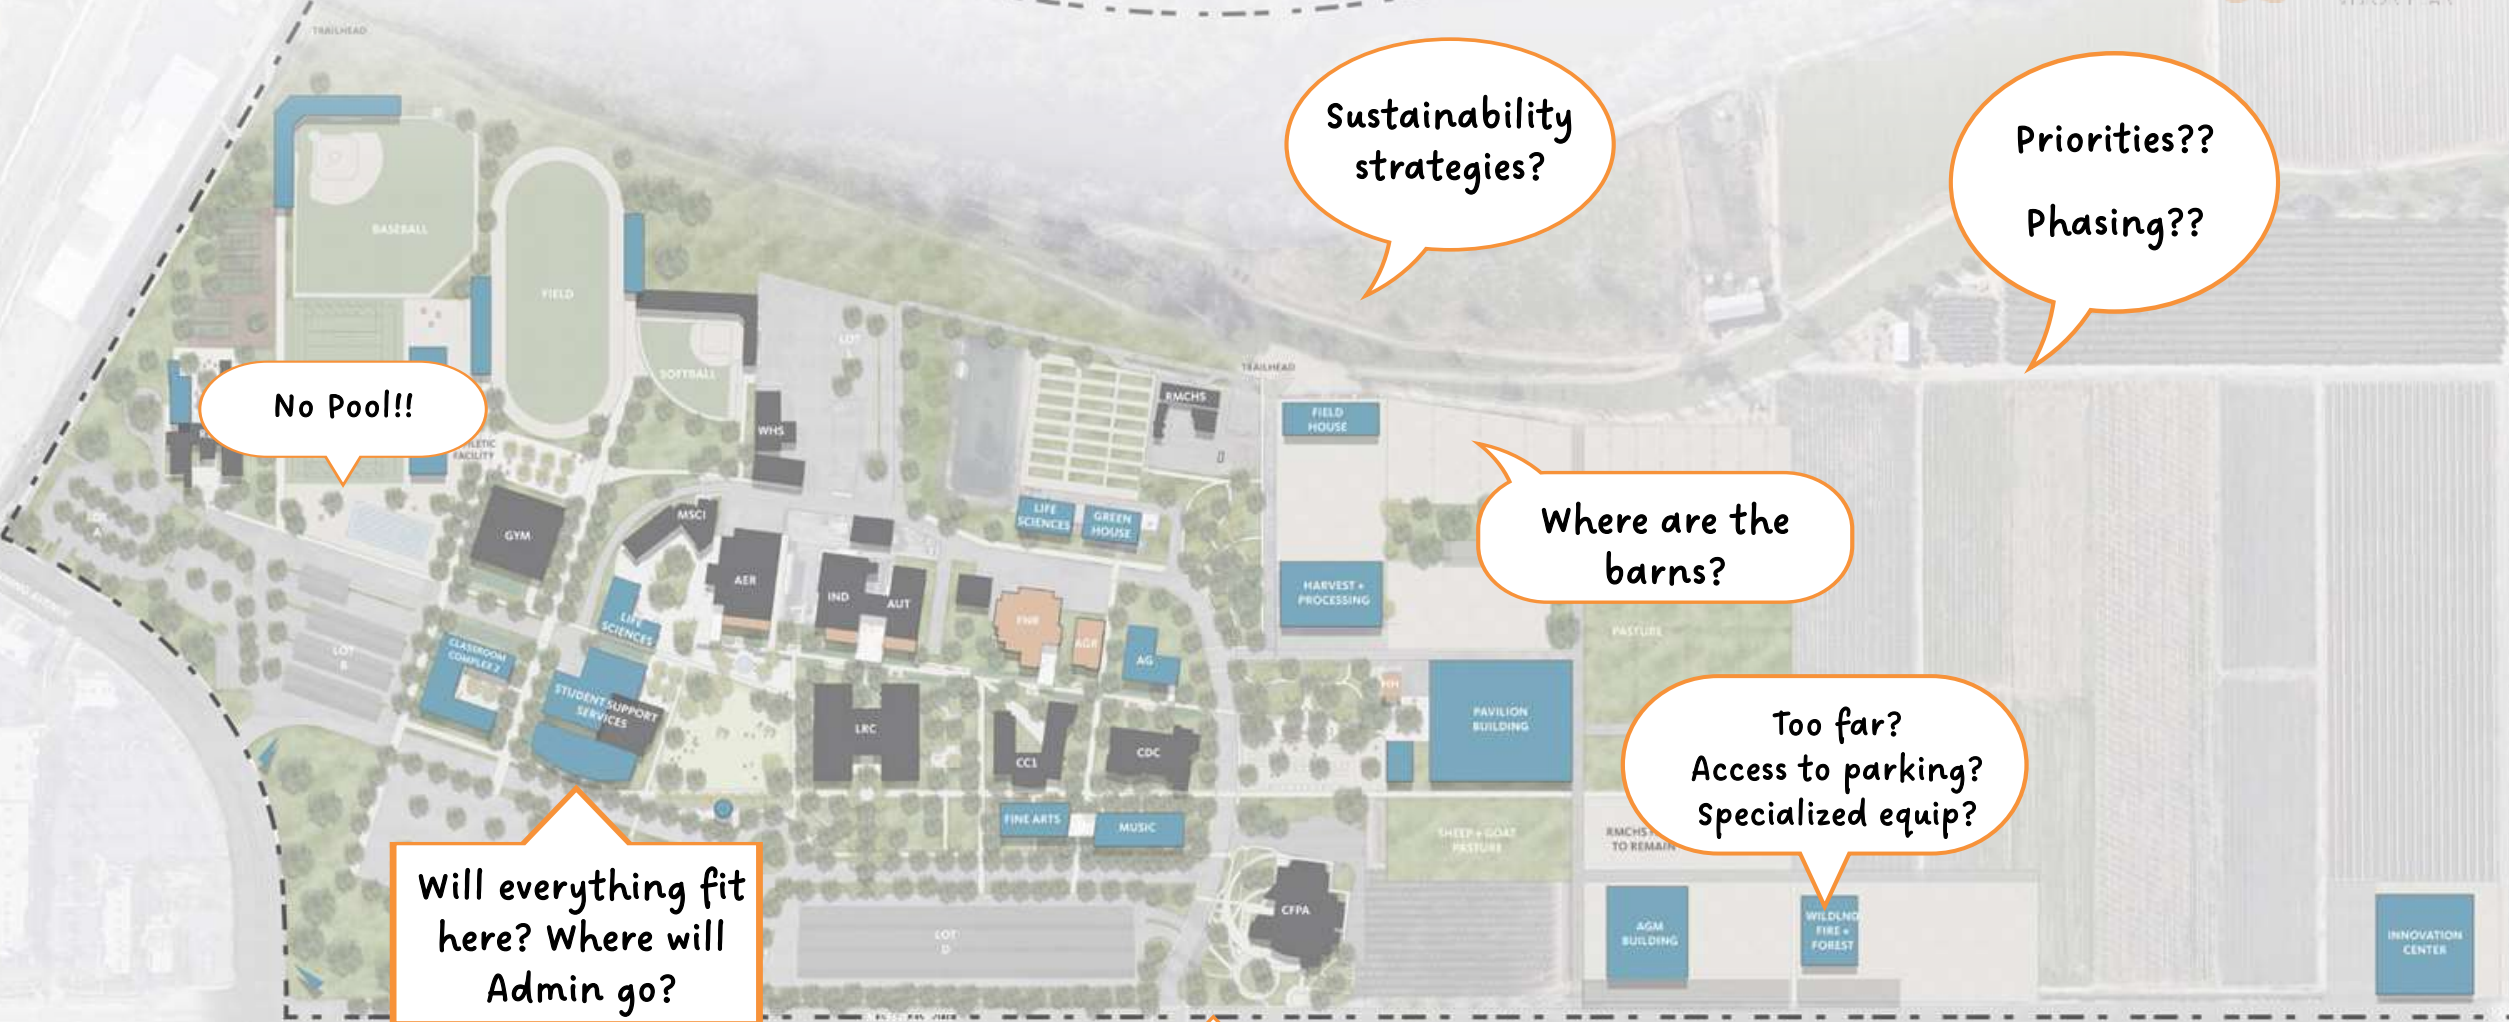 TRAILHEAD
Sustainability
strategies?
Priorities??
Phasing??
BASEBALL
FIELD
LOT
SOFTBALL
TRAILHEAD
No Pool!!
RMCHS
FIELD
HOUSE
WHS
FACILITY
Where are the
barns?
GYM
MSCI
LIFE
SCIENCES
GREEN
HOUSE
AER
IND
AUT
HARVEST +
PROCESSING
LIFE
SCIENCES
FNR
AGR
AG
PASTURE
CLASSROOM
COMPLEX 2
LOT
B
STUDENT SUPPORT
SERVICES
LRC
CC1
CDC
PAVILION
BUILDING
Too far?
Access to parking?
Specialized equip?
FINE ARTS
MUSIC
SHEEP + GOAT
PASTURE
RMCHS
TO REMAIN
Will everything fit
here? Where will
Admin go?
LOT
D
CFPA
AGM
BUILDING
WILDLND
FIRE +
FOREST
INNOVATION
CENTER